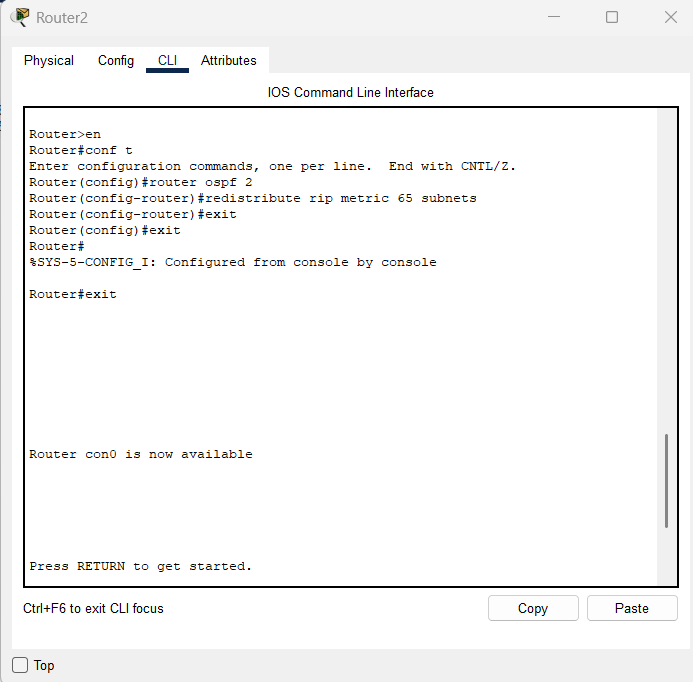 Router2
Physical Config CLI Attributes
IOS Command Line Interface
Router>en
Router#conf t
Enter configuration commands, one per line.  End with CNTL/Z.
Router(config)#router ospf 2
Router(config-router)#redistribute rip metric 65 subnets
Router(config-router)#exit
Router(config)#exit
Router#
%SYS-5-CONFIG_I: Configured from console by console
Router#exit
Router con0 is now available
Press RETURN to get started.
Ctrl+F6 to exit CLI focus
Copy Paste
Top